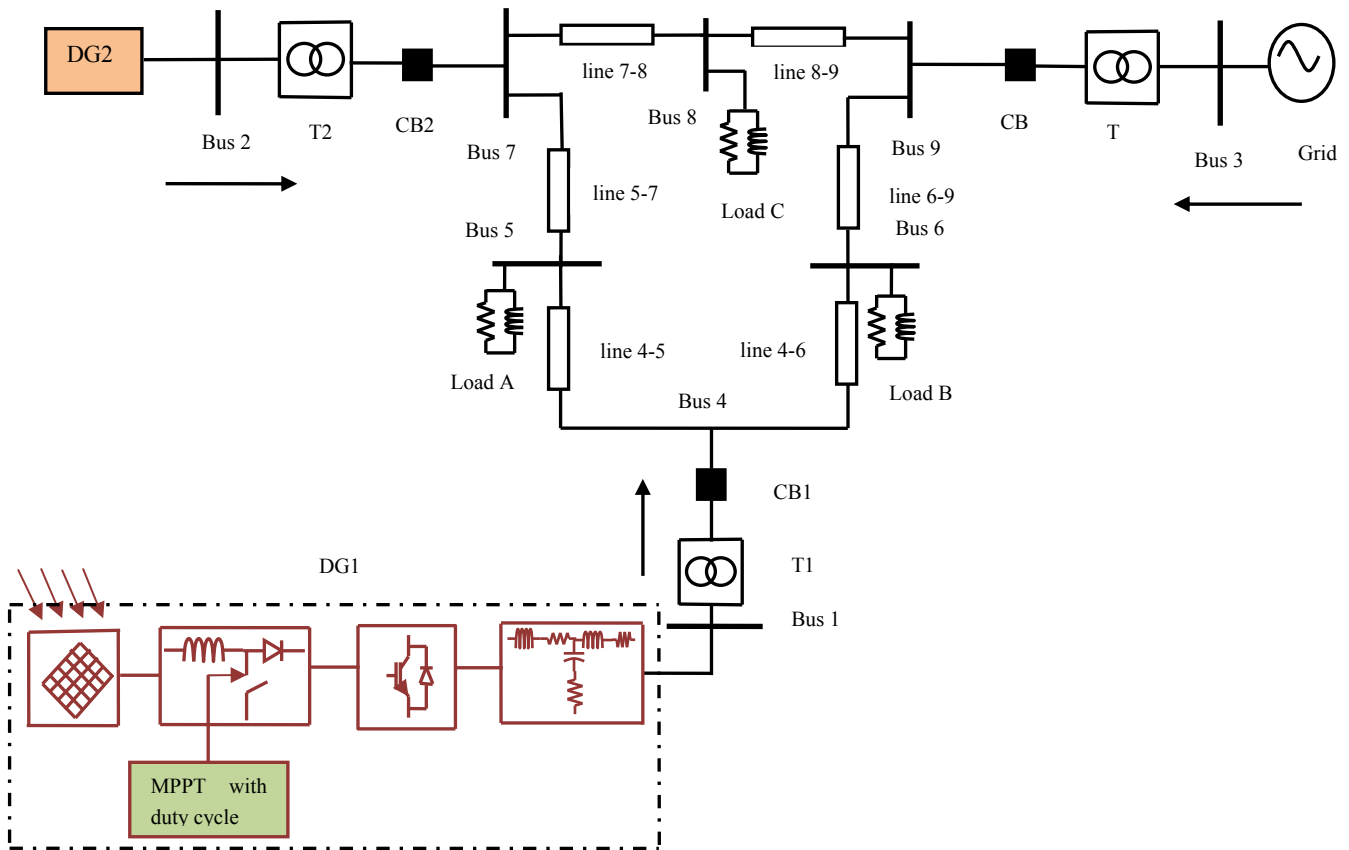 DG2
Bus 2
T2
CB2
Bus 7
line 7-8
Bus 8
line 8-9
Bus 9
CB
T
Bus 3
Grid
Load C
line 5-7
line 6-9
Bus 5
Bus 6
Load A
line 4-5
line 4-6
Load B
Bus 4
CB1
DG1
T1
Bus 1
MPPT with
duty cycle